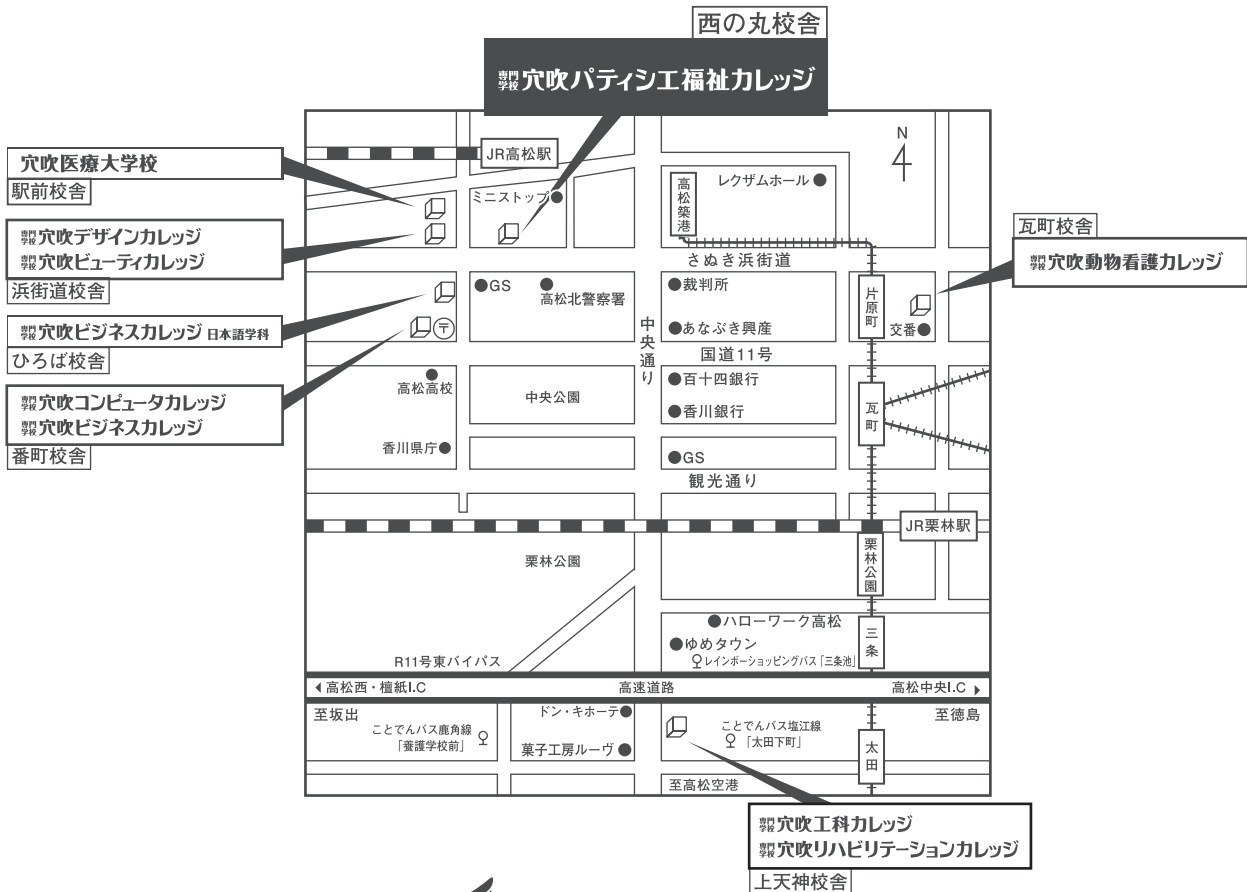 西の丸校舎
専門学校 穴吹パティシエ福祉カレッジ
穴吹医療大学校
駅前校舎
専門学校 穴吹デザインカレッジ
専門学校 穴吹ビューティカレッジ
浜街道校舎
専門学校 穴吹ビジネスカレッジ 日本語学科
ひろば校舎
専門学校 穴吹コンピュータカレッジ
専門学校 穴吹ビジネスカレッジ
番町校舎
瓦町校舎
専門学校 穴吹動物看護カレッジ
JR高松駅
N
ミニストップ
高松築港
レクザムホール
さぬき浜街道
GS
高松北警察署
裁判所
片原町
〒
中央通り
あなぶき興産
交番
国道11号
高松高校
中央公園
百十四銀行
香川銀行
瓦町
香川県庁
GS
観光通り
JR栗林駅
栗林公園
栗林公園
ハローワーク高松
三条
ゆめタウン
レインボーショッピングバス「三条池」
R11号東バイパス
高松西・檀紙I.C
高速道路
高松中央I.C
至坂出
ドン・キホーテ
至徳島
ことでんバス鹿角線
「養護学校前」
ことでんバス塩江線
「太田下町」
菓子工房ルーヴ
太田
至高松空港
専門学校 穴吹工科カレッジ
専門学校 穴吹リハビリテーションカレッジ
上天神校舎